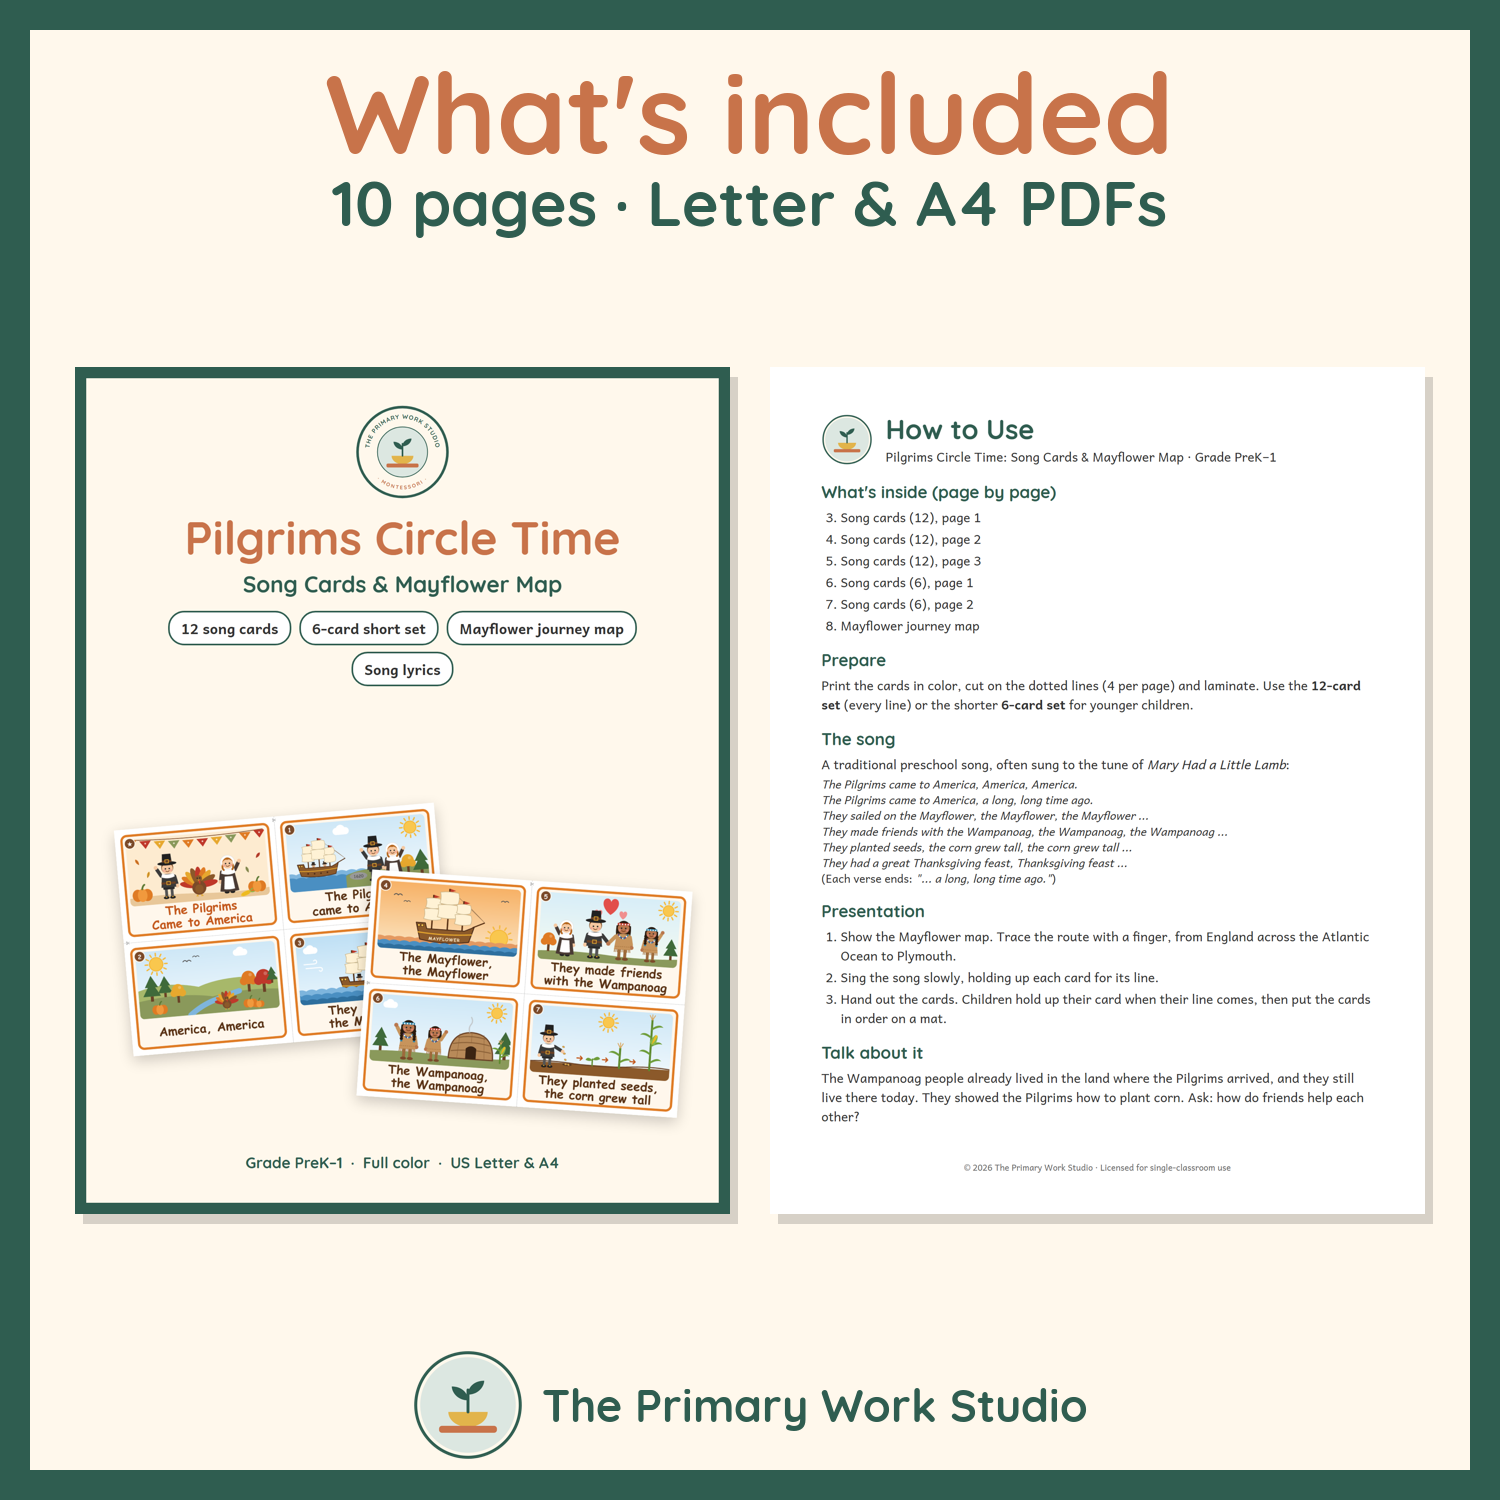 What's included
10 pages · Letter & A4 PDFs
THE PRIMARY WORK STUDIO
MONTESSORI
Pilgrims Circle Time
Song Cards & Mayflower Map
12 song cards
6-card short set
Mayflower journey map
Song lyrics
The Pilgrims
Came to America
1
The Pil
came to
2
America, America
3
They
the M
4
MAYFLOWER
The Mayflower,
the Mayflower
5
They made friends
with the Wampanoag
6
The Wampanoag,
the Wampanoag
7
They planted seeds,
the corn grew tall
Grade PreK–1 · Full color · US Letter & A4
How to Use
Pilgrims Circle Time: Song Cards & Mayflower Map · Grade PreK–1
What's inside (page by page)
3. Song cards (12), page 1
4. Song cards (12), page 2
5. Song cards (12), page 3
6. Song cards (6), page 1
7. Song cards (6), page 2
8. Mayflower journey map
Prepare
Print the cards in color, cut on the dotted lines (4 per page) and laminate. Use the 12-card
set (every line) or the shorter 6-card set for younger children.
The song
A traditional preschool song, often sung to the tune of Mary Had a Little Lamb:
The Pilgrims came to America, America, America.
The Pilgrims came to America, a long, long time ago.
They sailed on the Mayflower, the Mayflower, the Mayflower ...
They made friends with the Wampanoag, the Wampanoag, the Wampanoag ...
They planted seeds, the corn grew tall, the corn grew tall ...
They had a great Thanksgiving feast, Thanksgiving feast ...
(Each verse ends: "... a long, long time ago.")
Presentation
1. Show the Mayflower map. Trace the route with a finger, from England across the Atlantic
Ocean to Plymouth.
2. Sing the song slowly, holding up each card for its line.
3. Hand out the cards. Children hold up their card when their line comes, then put the cards
in order on a mat.
Talk about it
The Wampanoag people already lived in the land where the Pilgrims arrived, and they still
live there today. They showed the Pilgrims how to plant corn. Ask: how do friends help each
other?
© 2026 The Primary Work Studio · Licensed for single-classroom use
The Primary Work Studio